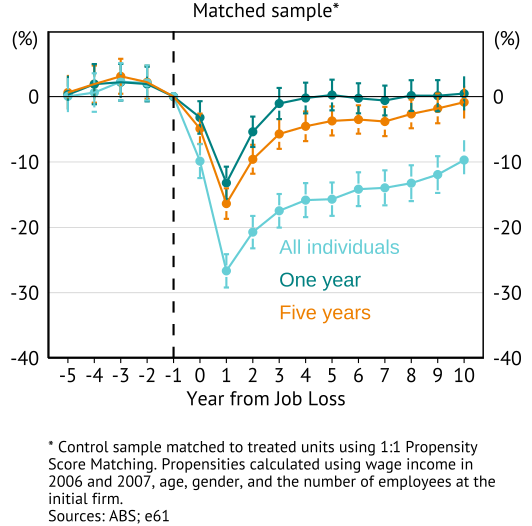 Matched sample*
(%) (%)
0 0
-10 -10
-20 -20
All individuals
One year
-30 -30
Five years
-40 -40
-5 -4 -3 -2 -1 0 1 2 3 4 5 6 7 8 9 10
Year from Job Loss
* Control sample matched to treated units using 1:1 Propensity
Score Matching. Propensities calculated using wage income in
2006 and 2007, age, gender, and the number of employees at the
initial firm.
Sources: ABS; e61